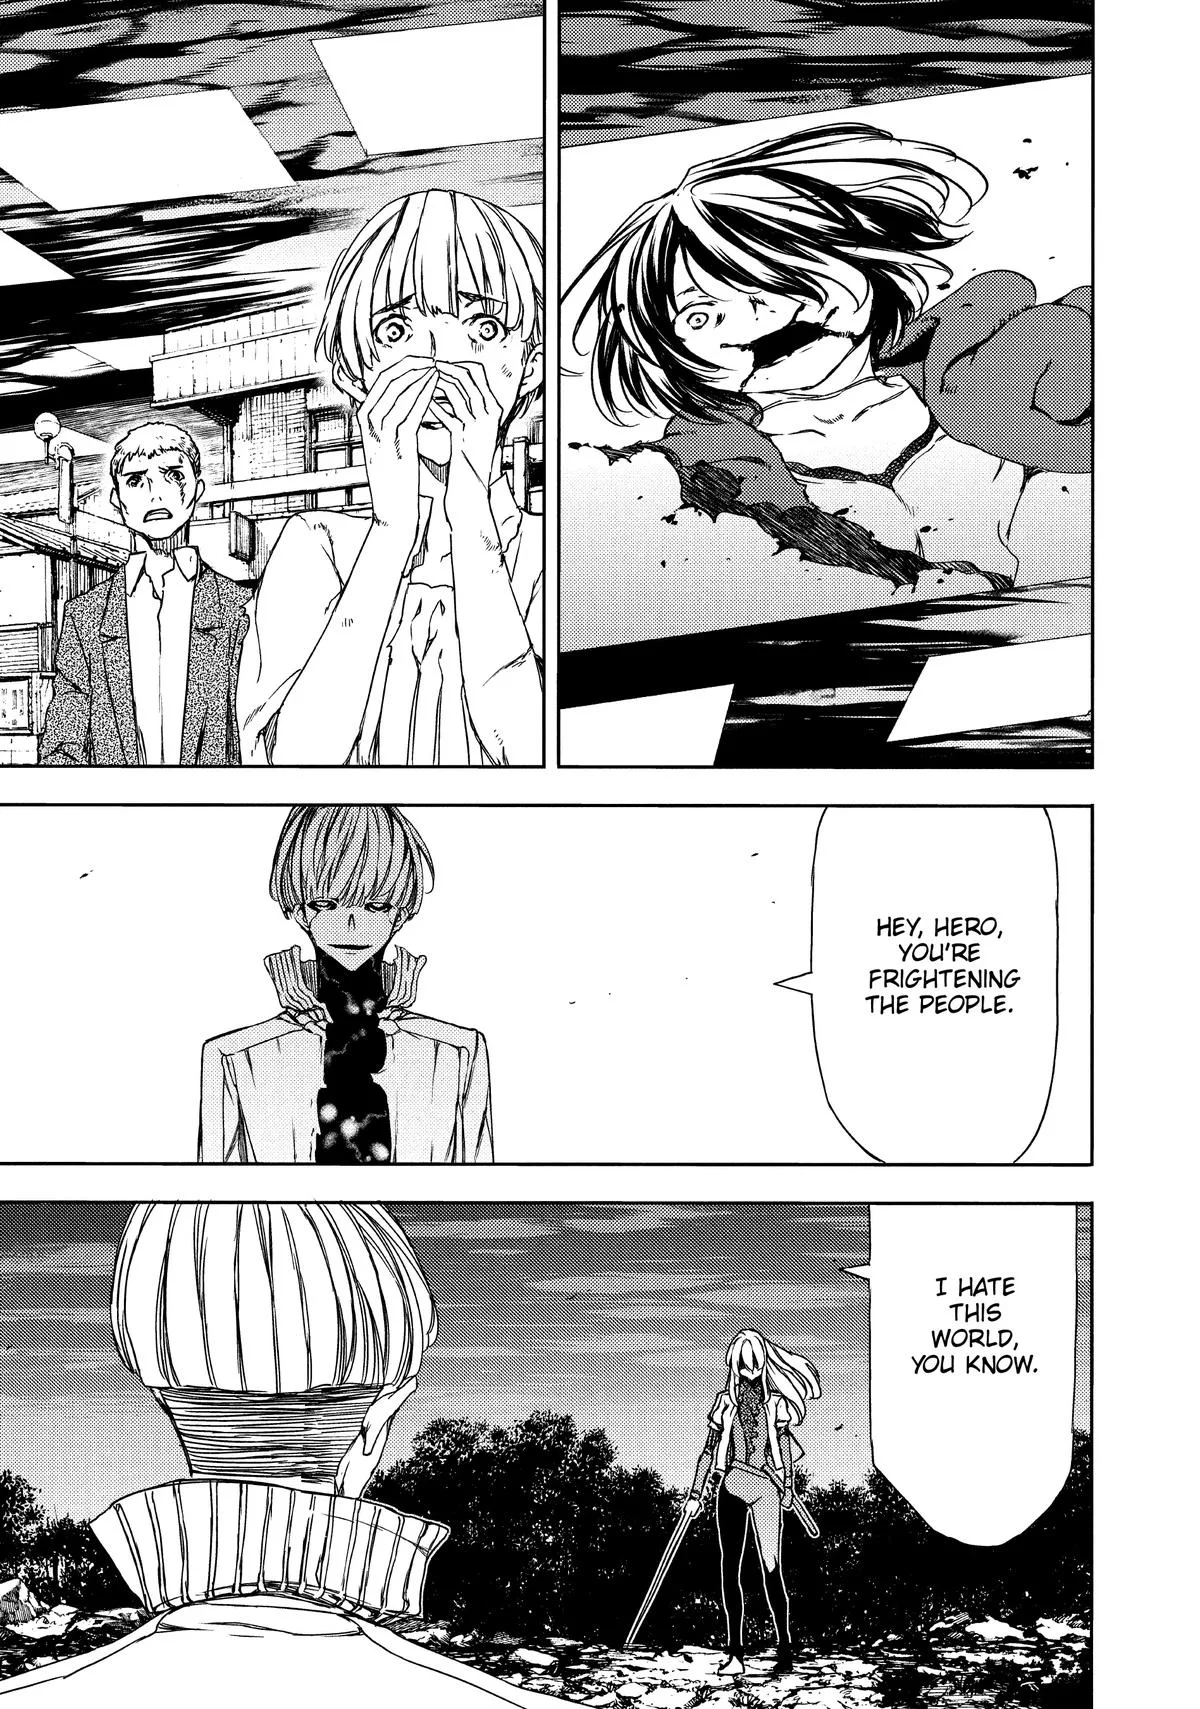 HEY, HERO,
YOU'RE
FRIGHTENING
THE PEOPLE.
I HATE
THIS
WORLD,
YOU KNOW.